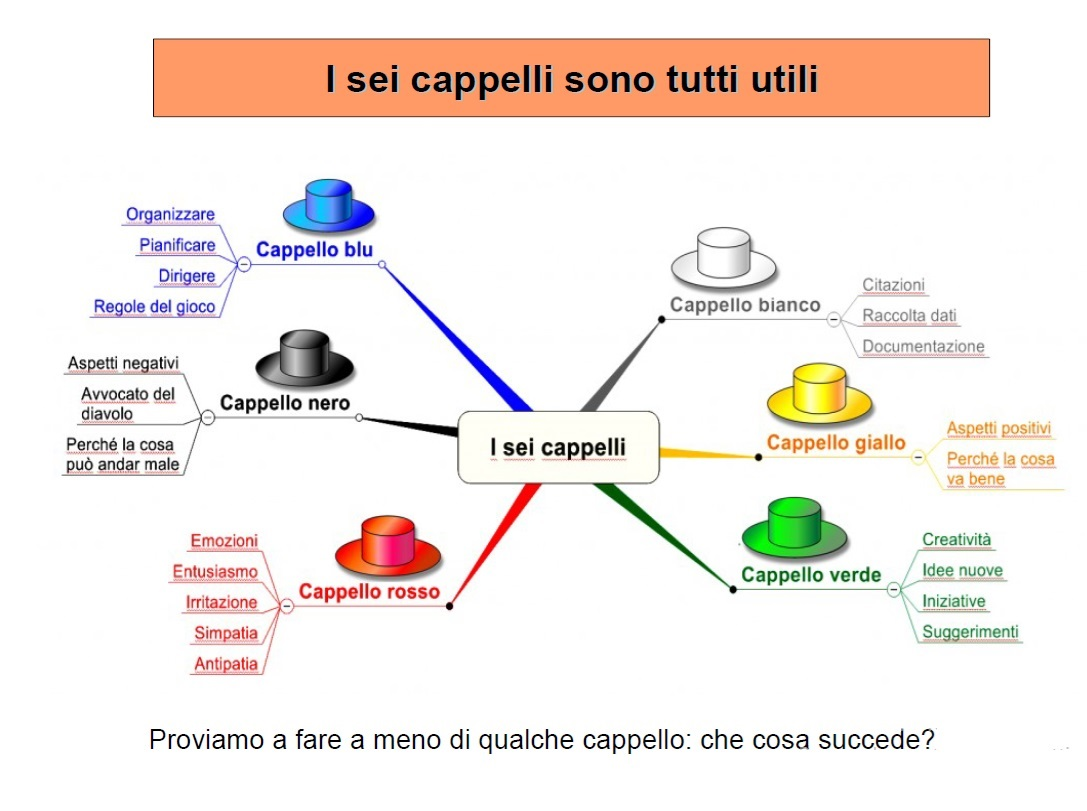 I sei cappelli sono tutti utili
Cappello blu
Organizzare
Pianificare
Dirigere
Regole del gioco
Cappello nero
Aspetti negativi
Avvocato del
diavolo
Perché la cosa
può andar male
Cappello rosso
Emozioni
Entusiasmo
Irritazione
Simpatia
Antipatia
I sei cappelli
Cappello bianco
Citazioni
Raccolta dati
Documentazione
Cappello giallo
Aspetti positivi
Perché la cosa
va bene
Cappello verde
Creatività
Idee nuove
Iniziative
Suggerimenti
Proviamo a fare a meno di qualche cappello: che cosa succede?